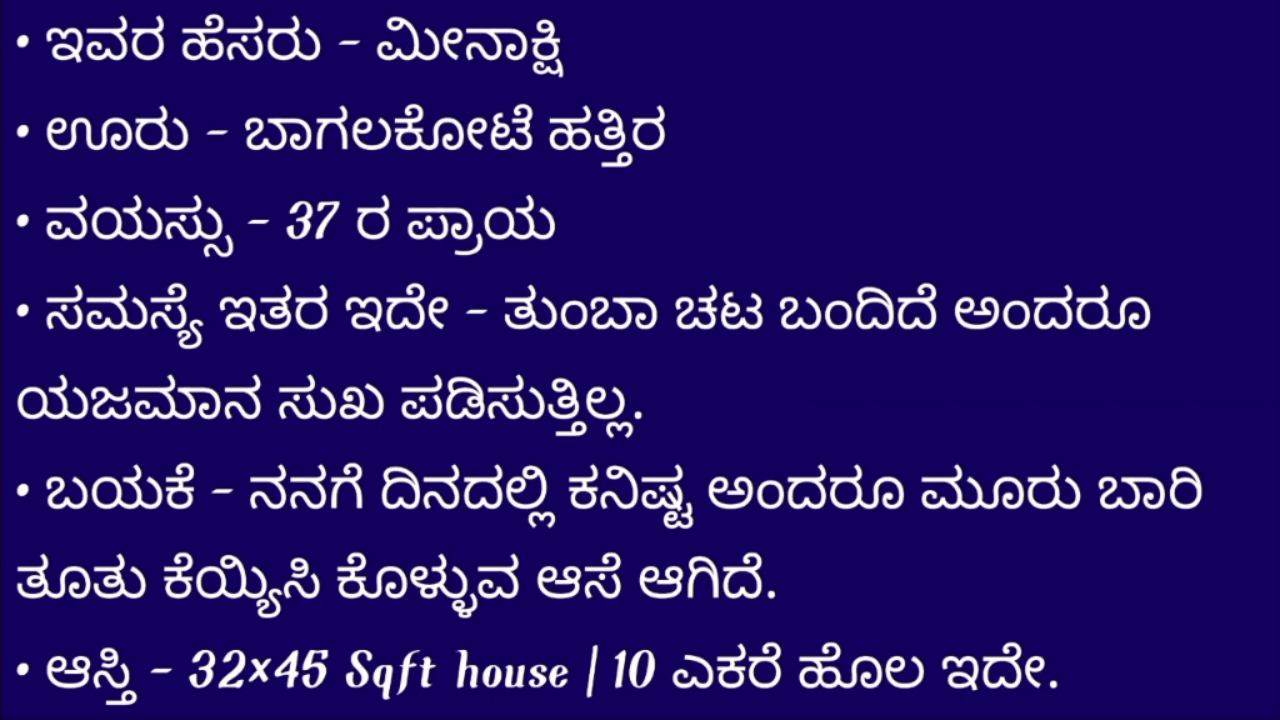 • ಇವರ ಹೆಸರು - ಮೀನಾಕ್ಷಿ
• ಊರು - ಬಾಗಲಕೋಟೆ ಹತ್ತಿರ
• ವಯಸ್ಸು - 37 ರ ಪ್ರಾಯ
• ಸಮಸ್ಯೆ ಇತರ ಇದೇ - ತುಂಬಾ ಚಟ ಬಂದಿದೆ ಅಂದರೂ
ಯಜಮಾನ ಸುಖ ಪಡಿಸುತ್ತಿಲ್ಲ.
• ಬಯಕೆ - ನನಗೆ ದಿನದಲ್ಲಿ ಕನಿಷ್ಟ ಅಂದರೂ ಮೂರು ಬಾರಿ
ತೂತು ಕೆಯ್ಯಿಸಿ ಕೊಳ್ಳುವ ಆಸೆ ಆಗಿದೆ.
• ಆಸ್ತಿ - 32×45 Sqft house | 10 ಎಕರೆ ಹೊಲ ಇದೇ.